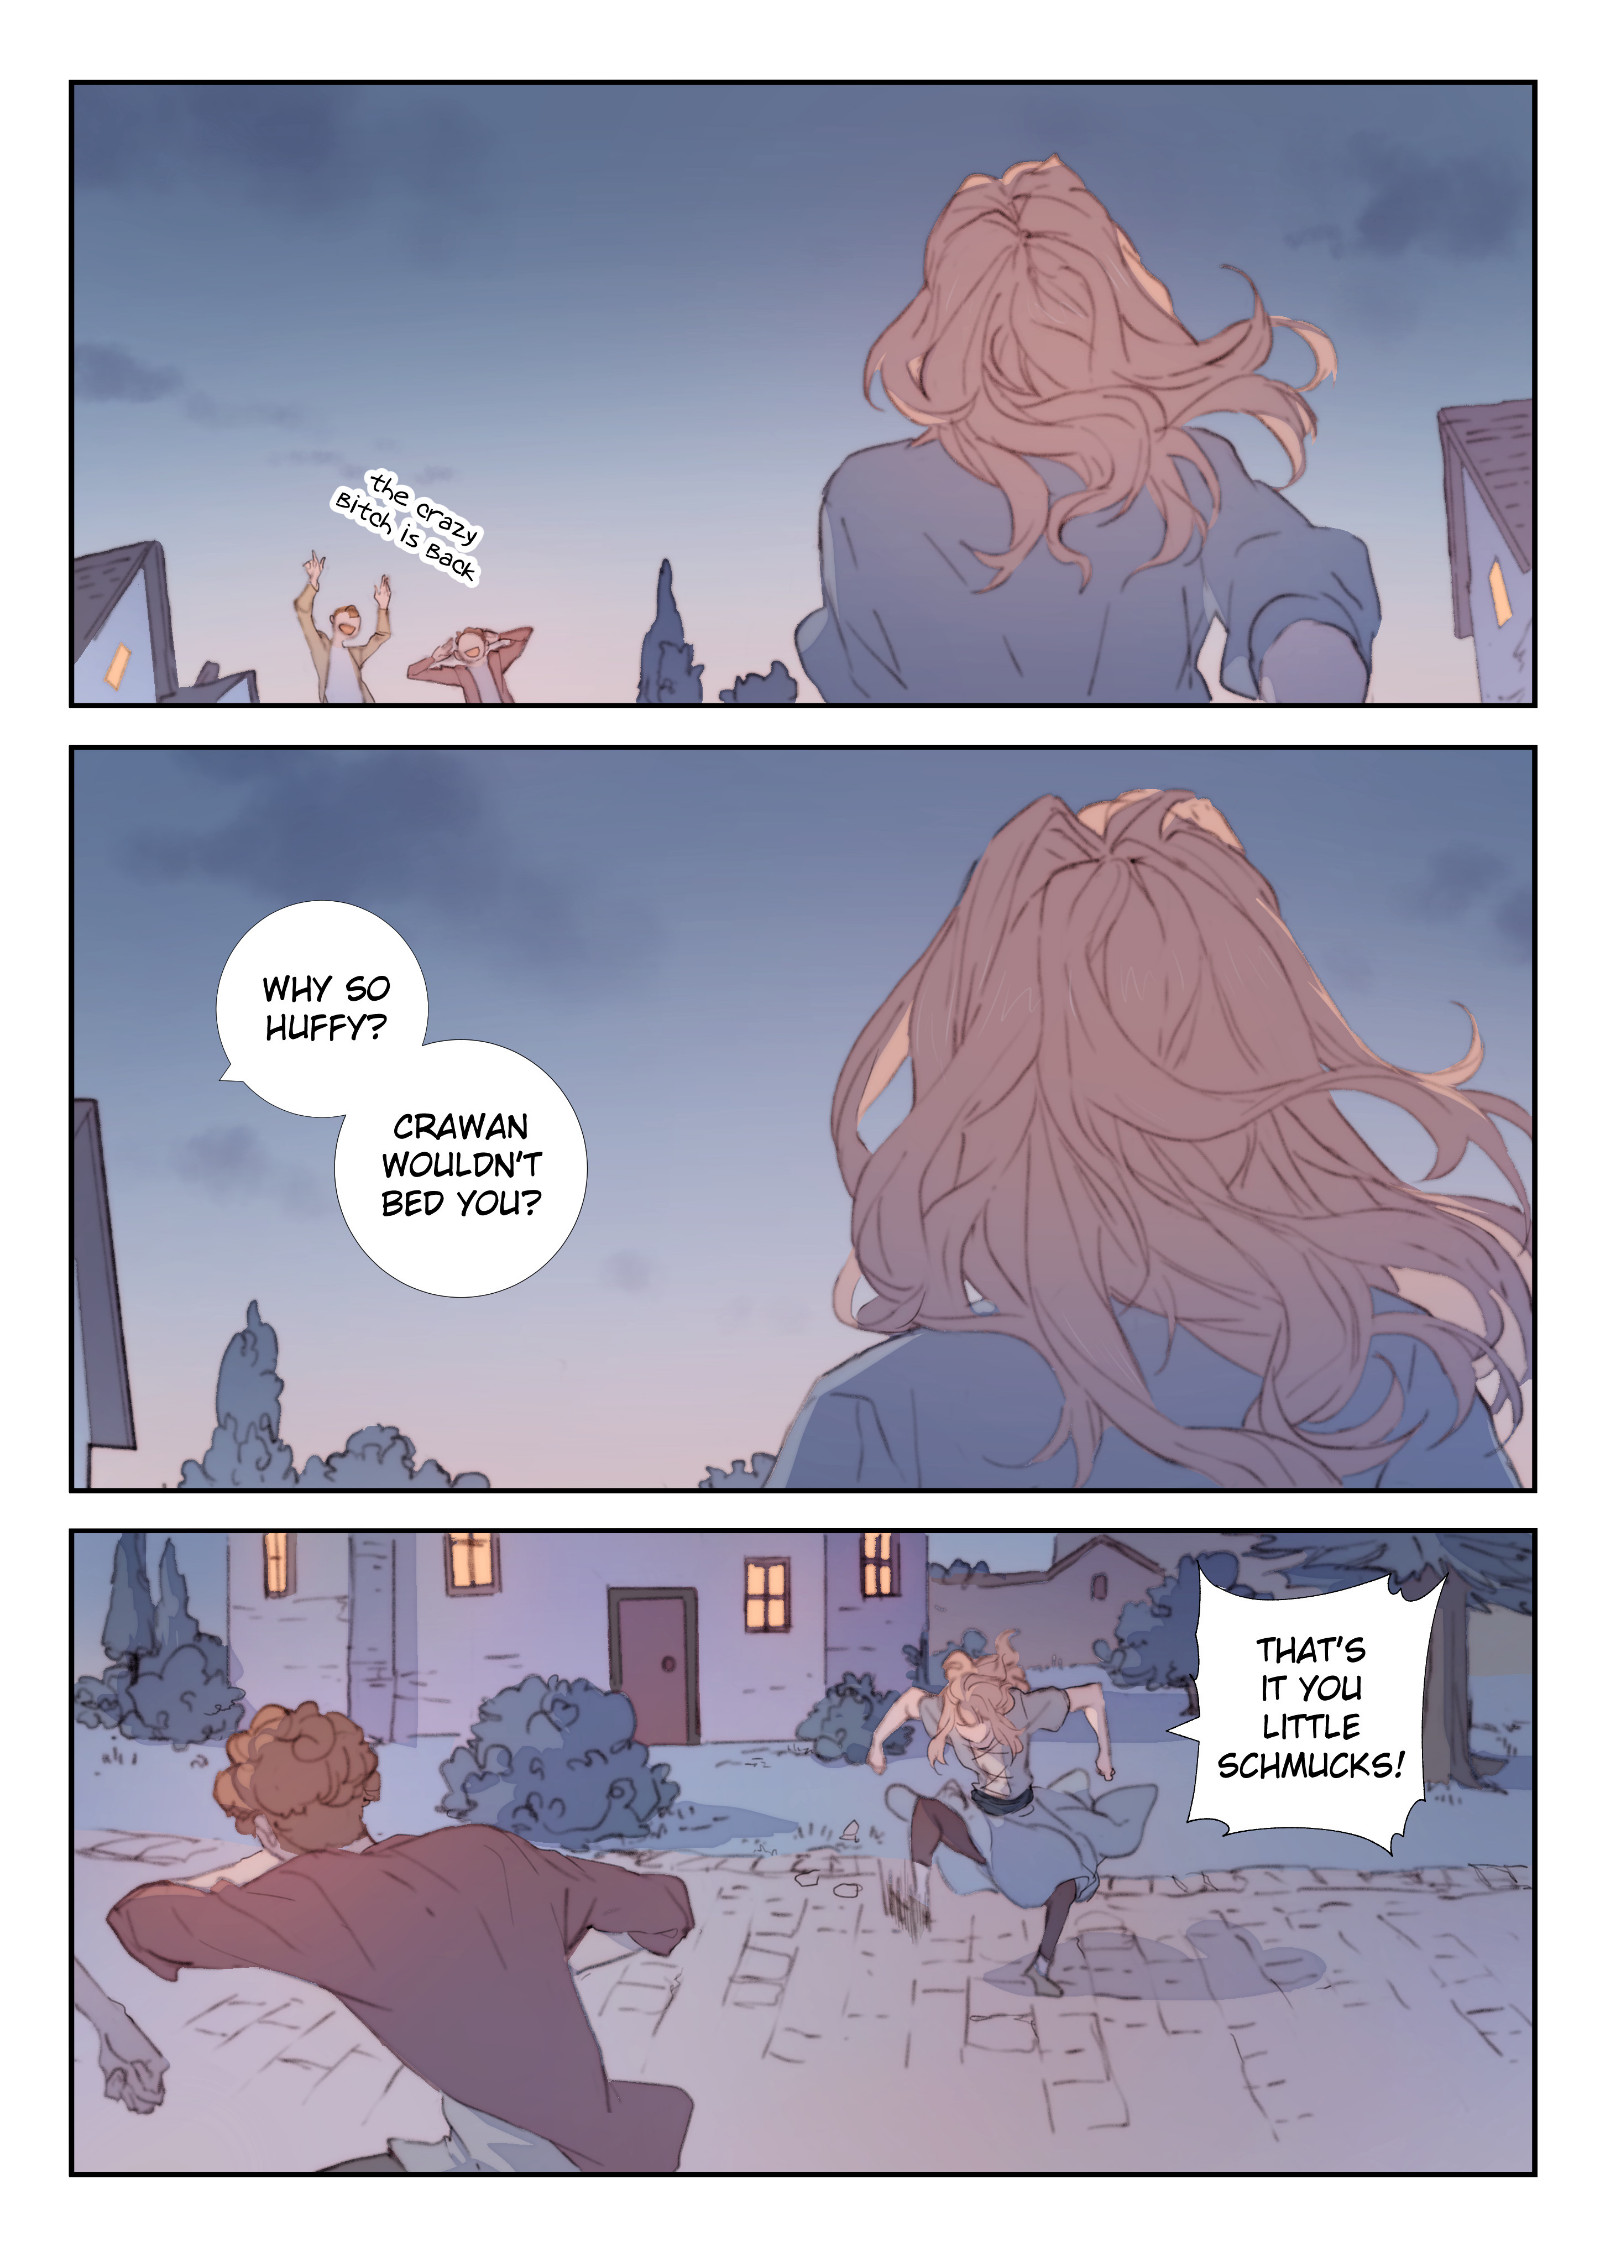 the crazy
Bitch is Back
WHY SO
HUFFY?
CRAWAN
WOULDN'T
BED YOU?
THAT'S
IT YOU
LITTLE
SCHMUCKS!